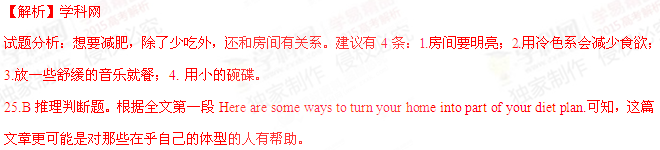 【解析】学科网
试题分析：想要减肥，除了少吃外，还和房间有关系。建议有 4 条：1.房间要明亮；2.用冷色系会减少食欲；
3.放一些舒缓的音乐就餐；4. 用小的碗碟。
25.B 推理判断题。根据全文第一段 Here are some ways to turn your home into part of your diet plan.可知，这篇
文章更可能是对那些在乎自己的体型的人有帮助。